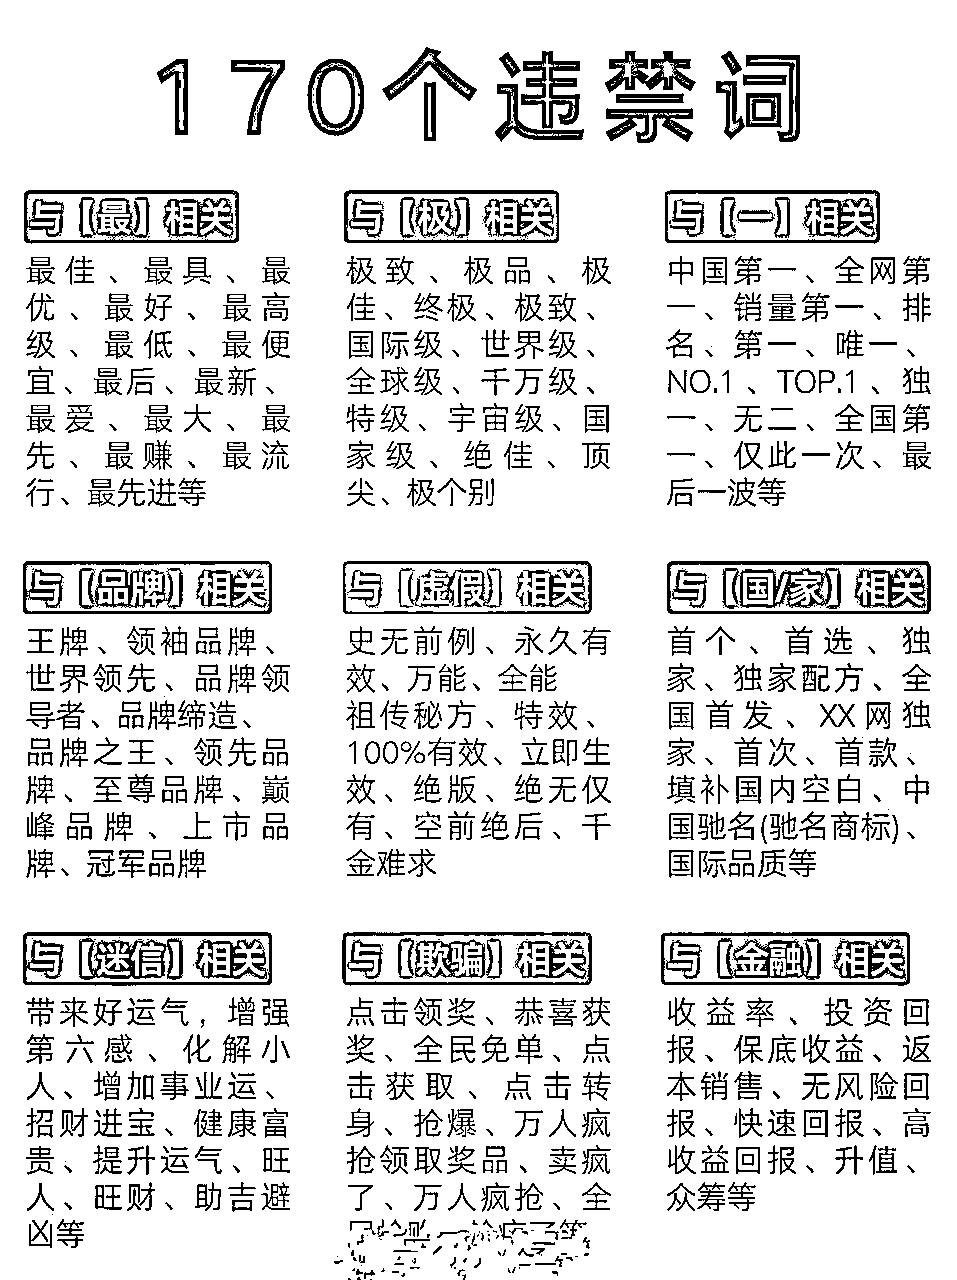 170个违禁词
与【最】相关
最佳、最具、最
优、最好、最高
级、最低、最便
宜、最后、最新、
最爱、最大、最
先、最赚、最流
行、最先进等
与【极】相关
极致、极品、极
佳、终极、极致、
国际级、世界级、
全球级、千万级、
特级、宇宙级、国
家级、绝佳、顶
尖、极个别
与【一】相关
中国第一、全网第
一、销量第一、排
名、第一、唯一、
NO.1、TOP.1、独
一、无二、全国第
一、仅此一次、最
后一波等
与【品牌】相关
王牌、领袖品牌、
世界领先、品牌领
导者、品牌缔造、
品牌之王、领先品
牌、至尊品牌、巅
峰品牌、上市品
牌、冠军品牌
与【虚假】相关
史无前例、永久有
效、万能、全能
祖传秘方、特效、
100%有效、立即生
效、绝版、绝无仅
有、空前绝后、千
金难求
与【国/家】相关
首个、首选、独
家、独家配方、全
国首发、XX网独
家、首次、首款、
填补国内空白、中
国驰名(驰名商标)、
国际品质等
与【迷信】相关
带来好运气，增强
第六感、化解小
人、增加事业运、
招财进宝、健康富
贵、提升运气、旺
人、旺财、助吉避
凶等
与【欺骗】相关
点击领奖、恭喜获
奖、全民免单、点
击获取、点击转
身、抢爆、万人疯
抢领取奖品、卖疯
了、万人疯抢、全
与【金融】相关
收益率、投资回
报、保底收益、返
本销售、无风险回
报、快速回报、高
收益回报、升值、
众筹等